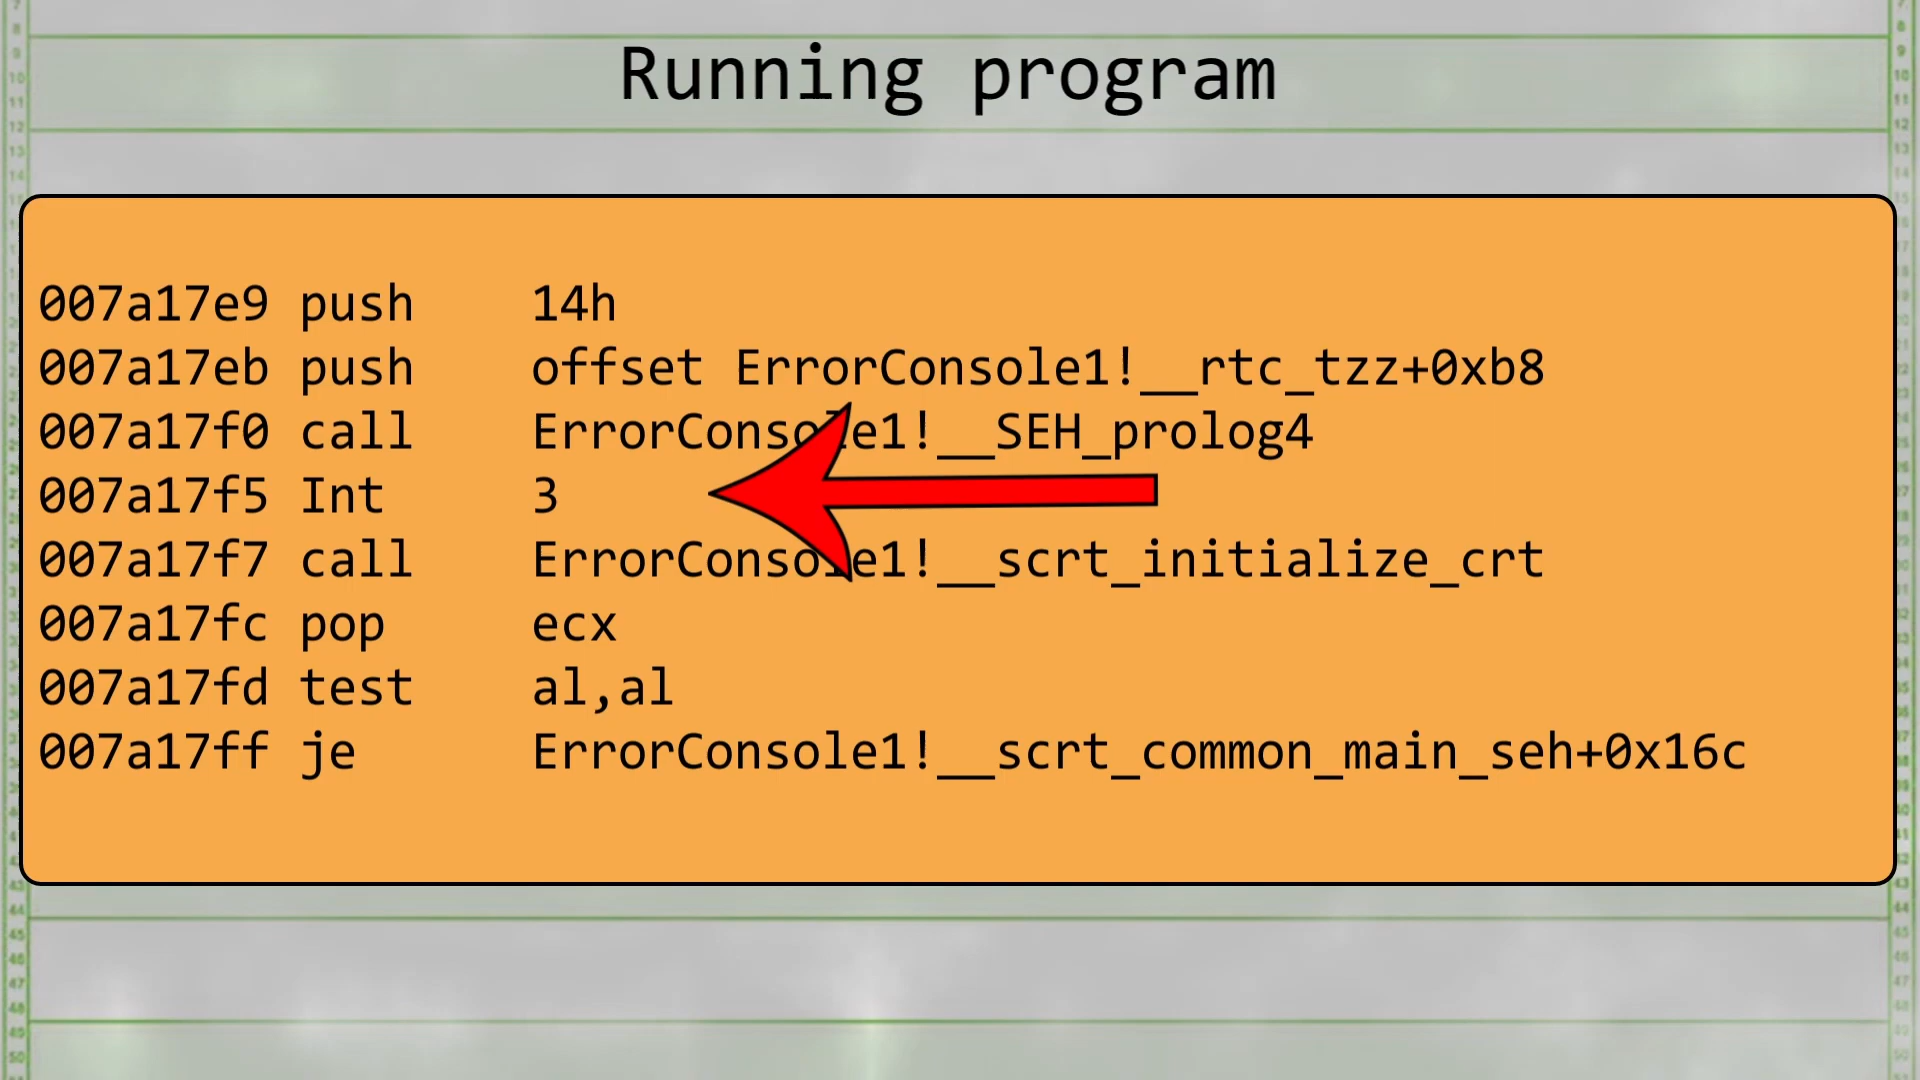 Running program
007a17e9 push 14h
007a17eb push offset ErrorConsole1!__rtc_tzz+0xb8
007a17f0 call ErrorConsole1!__SEH_prolog4
007a17f5 Int 3
007a17f7 call ErrorConsole1!__scrt_initialize_crt
007a17fc pop ecx
007a17fd test al,al
007a17ff je ErrorConsole1!__scrt_common_main_seh+0x16c